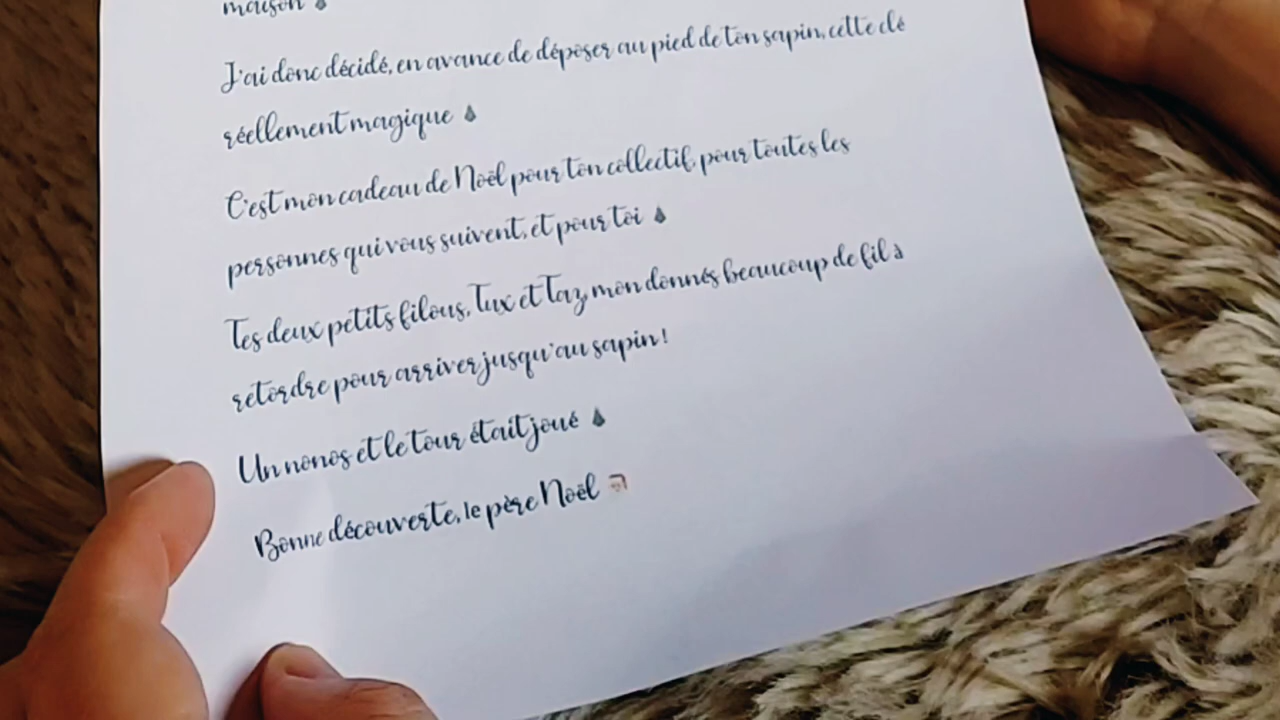 maison 🌲
J'ai donc décidé, en avance de déposer au pied de ton sapin, cette clé
réellement magique 🌲
C'est mon cadeau de Noël pour ton collectif, pour toutes les
personnes qui vous suivent, et pour toi 🌲
Tes deux petits filous, Tux et Taz, mon donnés beaucoup de fil à
retordre pour arriver jusqu'au sapin !
Un nonos et le tour était joué 🌲
Bonne découverte, le père Noël 🎅